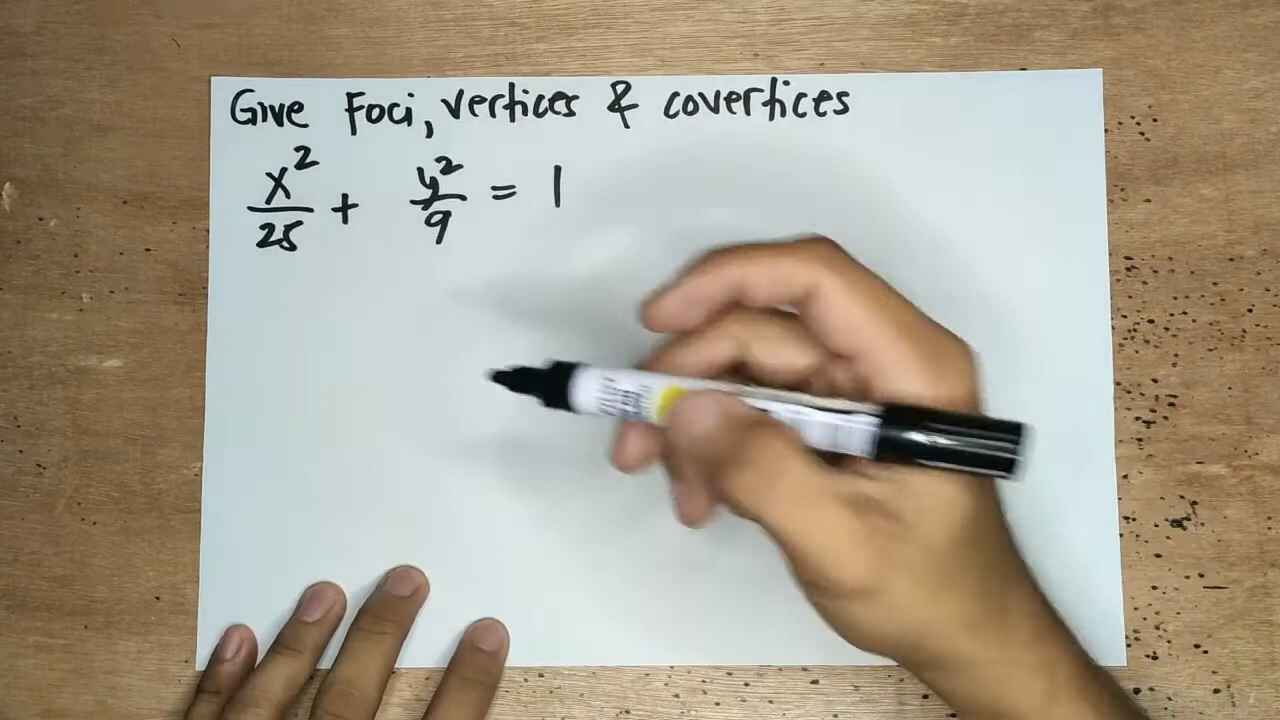 Give Foci, vertices & covertices
x²/25 + y²/9 = 1